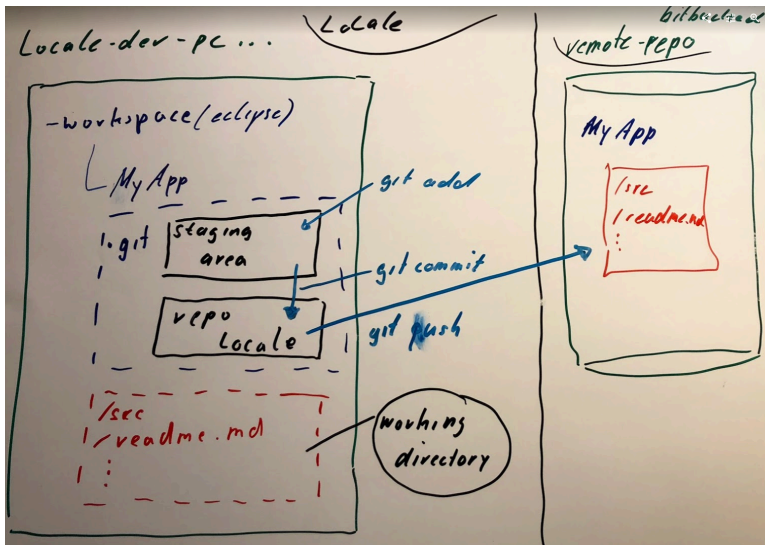 Locale
Locale-dev-pc ...
-workspace (eclipse)
MyApp
git add
.git
staging
area
git commit
repo
Locale
git push
/src
/readme.md
working
directory
remote-repo
MyApp
/src
/readme.md